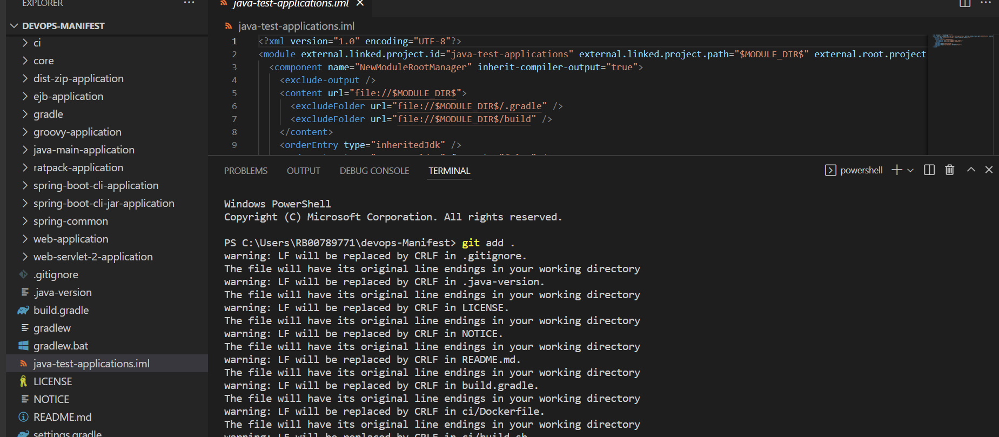 EXPLORER
DEVOPS-MANIFEST
ci
core
dist-zip-application
ejb-application
gradle
groovy-application
java-main-application
ratpack-application
spring-boot-cli-application
spring-boot-cli-jar-application
spring-common
web-application
web-servlet-2-application
.gitignore
.java-version
build.gradle
gradlew
gradlew.bat
java-test-applications.iml
LICENSE
NOTICE
README.md
settings.gradle
java-test-applications.iml
java-test-applications.iml
1 <?xml version="1.0" encoding="UTF-8"?>
2 <module external.linked.project.id="java-test-applications" external.linked.project.path="$MODULE_DIR$" external.root.project
3 <component name="NewModuleRootManager" inherit-compiler-output="true">
4 <exclude-output />
5 <content url="file://$MODULE_DIR$">
6 <excludeFolder url="file://$MODULE_DIR$/.gradle" />
7 <excludeFolder url="file://$MODULE_DIR$/build" />
8 </content>
9 <orderEntry type="inheritedJdk" />
PROBLEMS OUTPUT DEBUG CONSOLE TERMINAL powershell
Windows PowerShell
Copyright (C) Microsoft Corporation. All rights reserved.
PS C:\Users\RB00789771\devops-Manifest> git add .
warning: LF will be replaced by CRLF in .gitignore.
The file will have its original line endings in your working directory
warning: LF will be replaced by CRLF in .java-version.
The file will have its original line endings in your working directory
warning: LF will be replaced by CRLF in LICENSE.
The file will have its original line endings in your working directory
warning: LF will be replaced by CRLF in NOTICE.
The file will have its original line endings in your working directory
warning: LF will be replaced by CRLF in README.md.
The file will have its original line endings in your working directory
warning: LF will be replaced by CRLF in build.gradle.
The file will have its original line endings in your working directory
warning: LF will be replaced by CRLF in ci/Dockerfile.
The file will have its original line endings in your working directory
warning: LF will be replaced by CRLF in ci/build.sh.